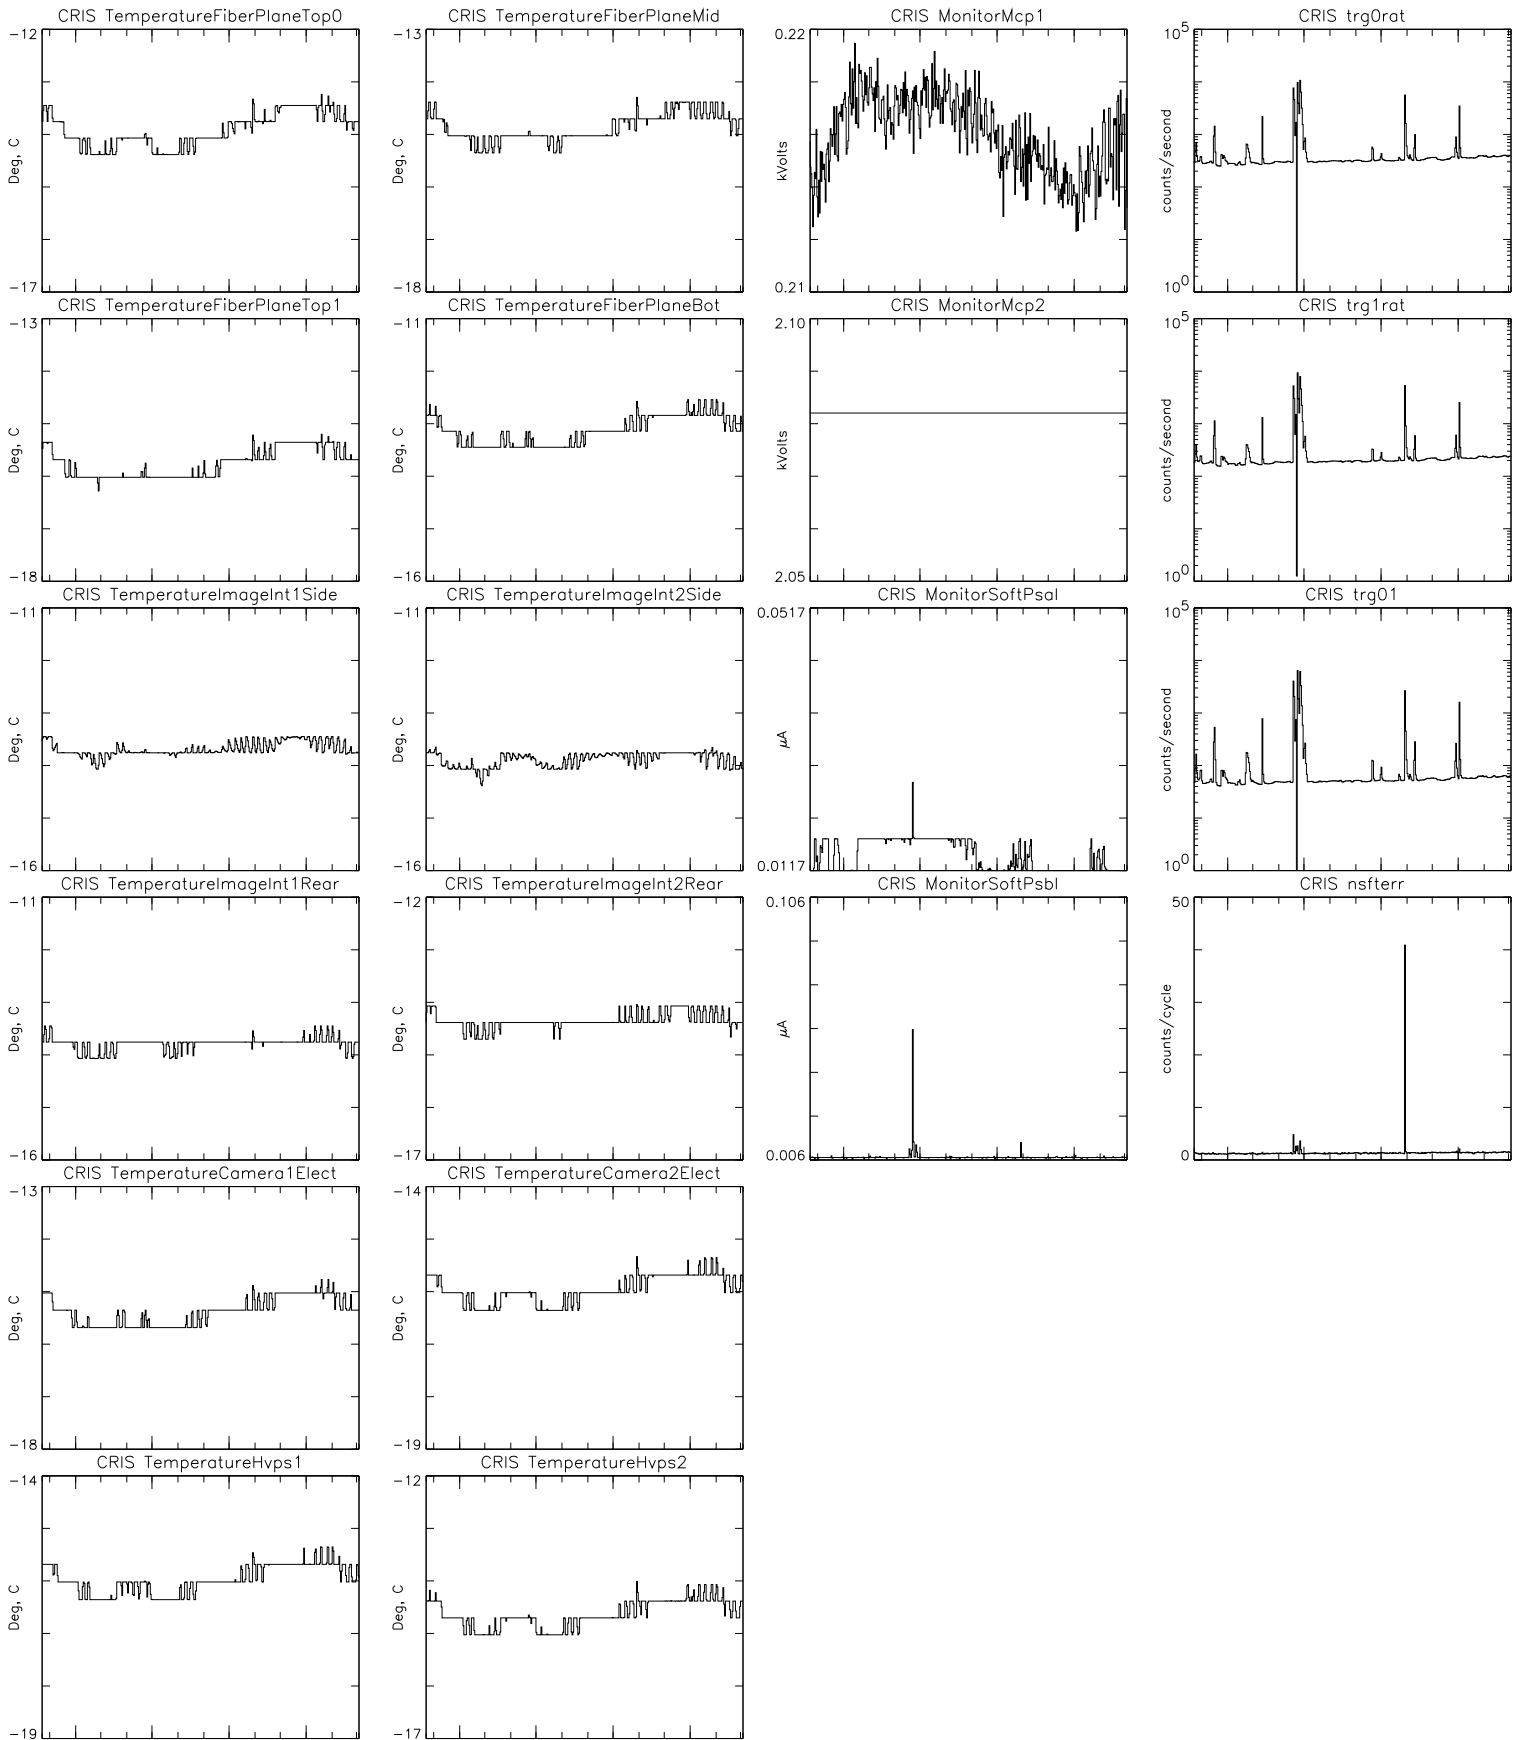 CRIS TemperatureFiberPlaneTop0
-12
Deg, C
-17
CRIS TemperatureFiberPlaneMid
-13
Deg, C
-18
CRIS MonitorMcp1
0.22
kVolts
0.21
CRIS trg0rat
10^5
counts/second
10^0
CRIS TemperatureFiberPlaneTop1
-13
Deg, C
-18
CRIS TemperatureFiberPlaneBot
-11
Deg, C
-16
CRIS MonitorMcp2
2.10
kVolts
2.05
CRIS trg1rat
10^5
counts/second
10^0
CRIS TemperatureImageInt1Side
-11
Deg, C
-16
CRIS TemperatureImageInt2Side
-11
Deg, C
-16
CRIS MonitorSoftPsaI
0.0517
μA
0.0117
CRIS trg01
10^5
counts/second
10^0
CRIS TemperatureImageInt1Rear
-11
Deg, C
-16
CRIS TemperatureImageInt2Rear
-12
Deg, C
-17
CRIS MonitorSoftPsbI
0.106
μA
0.006
CRIS nsfterr
50
counts/cycle
0
CRIS TemperatureCamera1Elect
-13
Deg, C
-18
CRIS TemperatureCamera2Elect
-14
Deg, C
-19
CRIS TemperatureHvps1
-14
Deg, C
-19
CRIS TemperatureHvps2
-12
Deg, C
-17